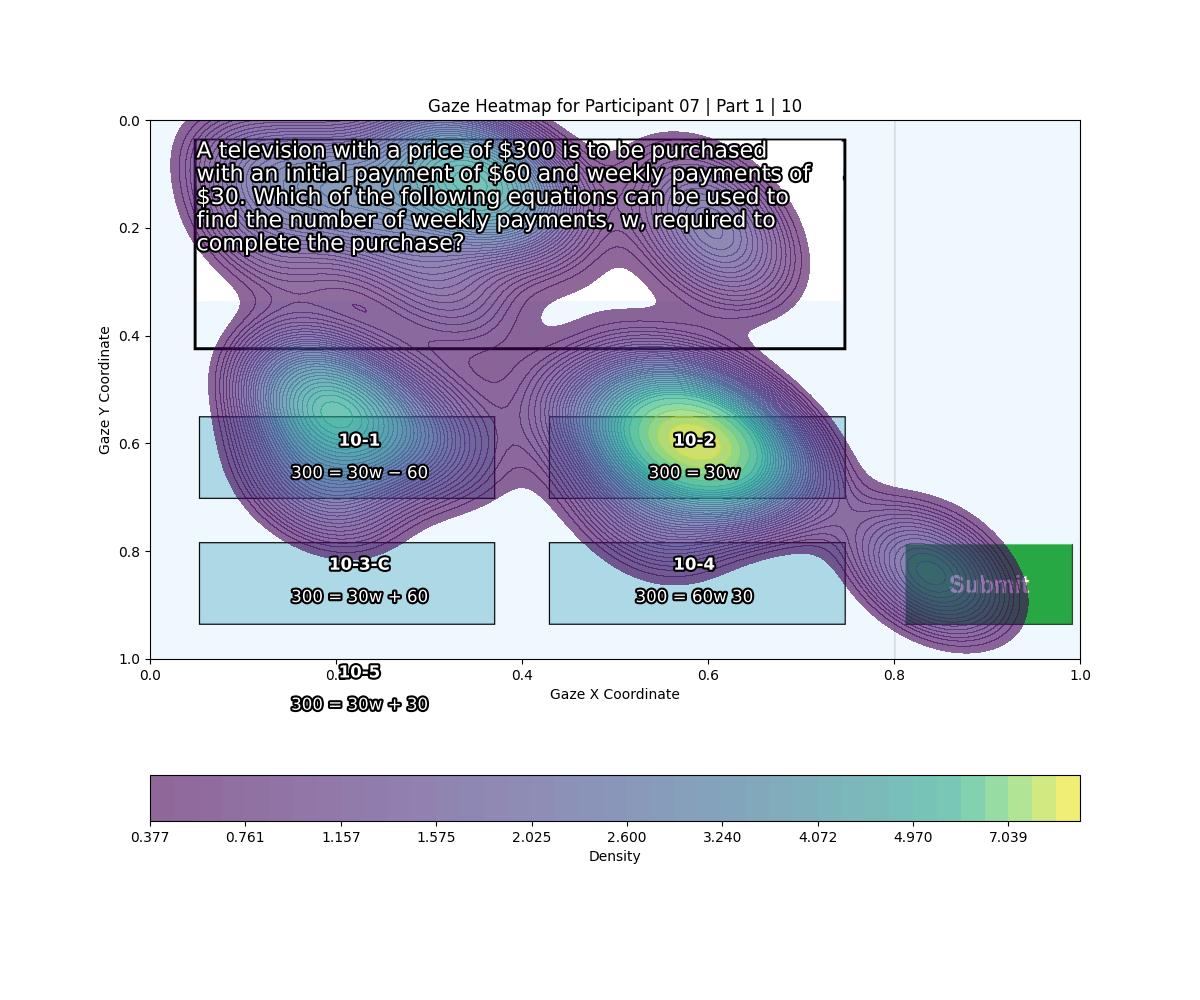 Gaze Heatmap for Participant 07 | Part 1 | 10
A television with a price of $300 is to be purchased
with an initial payment of $60 and weekly payments of
$30. Which of the following equations can be used to
find the number of weekly payments, w, required to
complete the purchase?
0.0
0.2
0.4
0.6
0.8
1.0
Gaze Y Coordinate
10-1
300 = 30w − 60
10-2
300 = 30w
10-3-C
300 = 30w + 60
10-4
300 = 60w 30
Submit
10-5
300 = 30w + 30
0.0
0.4
0.6
0.8
1.0
Gaze X Coordinate
0.377
0.761
1.157
1.575
2.025
2.600
3.240
4.072
4.970
7.039
Density